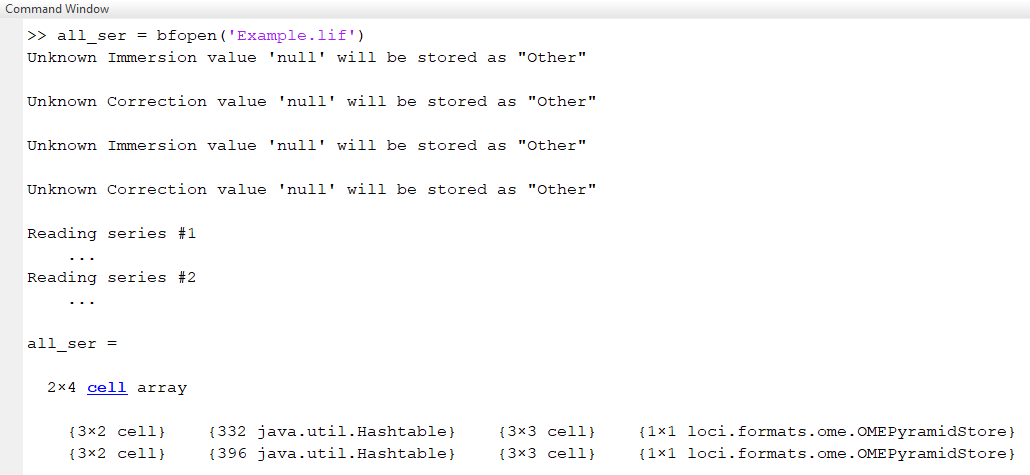 Command Window
>> all_ser = bfopen('Example.lif')
Unknown Immersion value 'null' will be stored as "Other"
Unknown Correction value 'null' will be stored as "Other"
Unknown Immersion value 'null' will be stored as "Other"
Unknown Correction value 'null' will be stored as "Other"
Reading series #1
...
Reading series #2
...
all_ser =
2×4 cell array
{3×2 cell} {332 java.util.Hashtable} {3×3 cell} {1×1 loci.formats.ome.OMEPyramidStore}
{3×2 cell} {396 java.util.Hashtable} {3×3 cell} {1×1 loci.formats.ome.OMEPyramidStore}